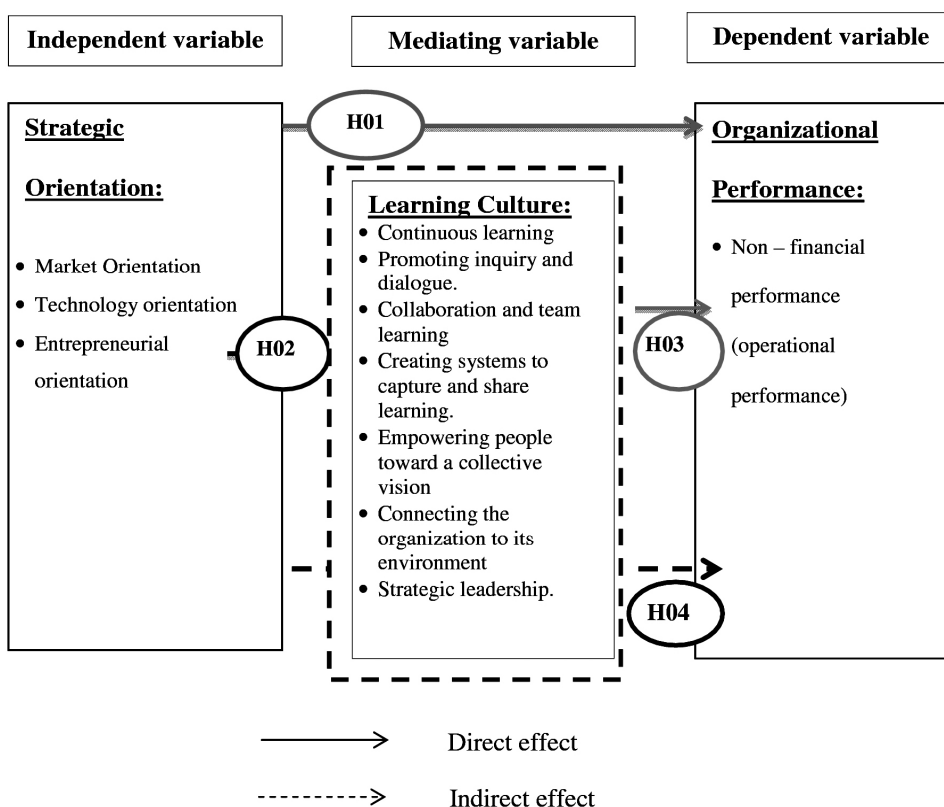 Independent variable
Mediating variable
Dependent variable
Strategic
Orientation:
• Market Orientation
• Technology orientation
• Entrepreneurial
orientation
H01
H02
Learning Culture:
• Continuous learning
• Promoting inquiry and
dialogue.
• Collaboration and team
learning
• Creating systems to
capture and share
learning.
• Empowering people
toward a collective
vision
• Connecting the
organization to its
environment
• Strategic leadership.
H03
H04
Organizational
Performance:
• Non – financial
performance
(operational
performance)
Direct effect
Indirect effect